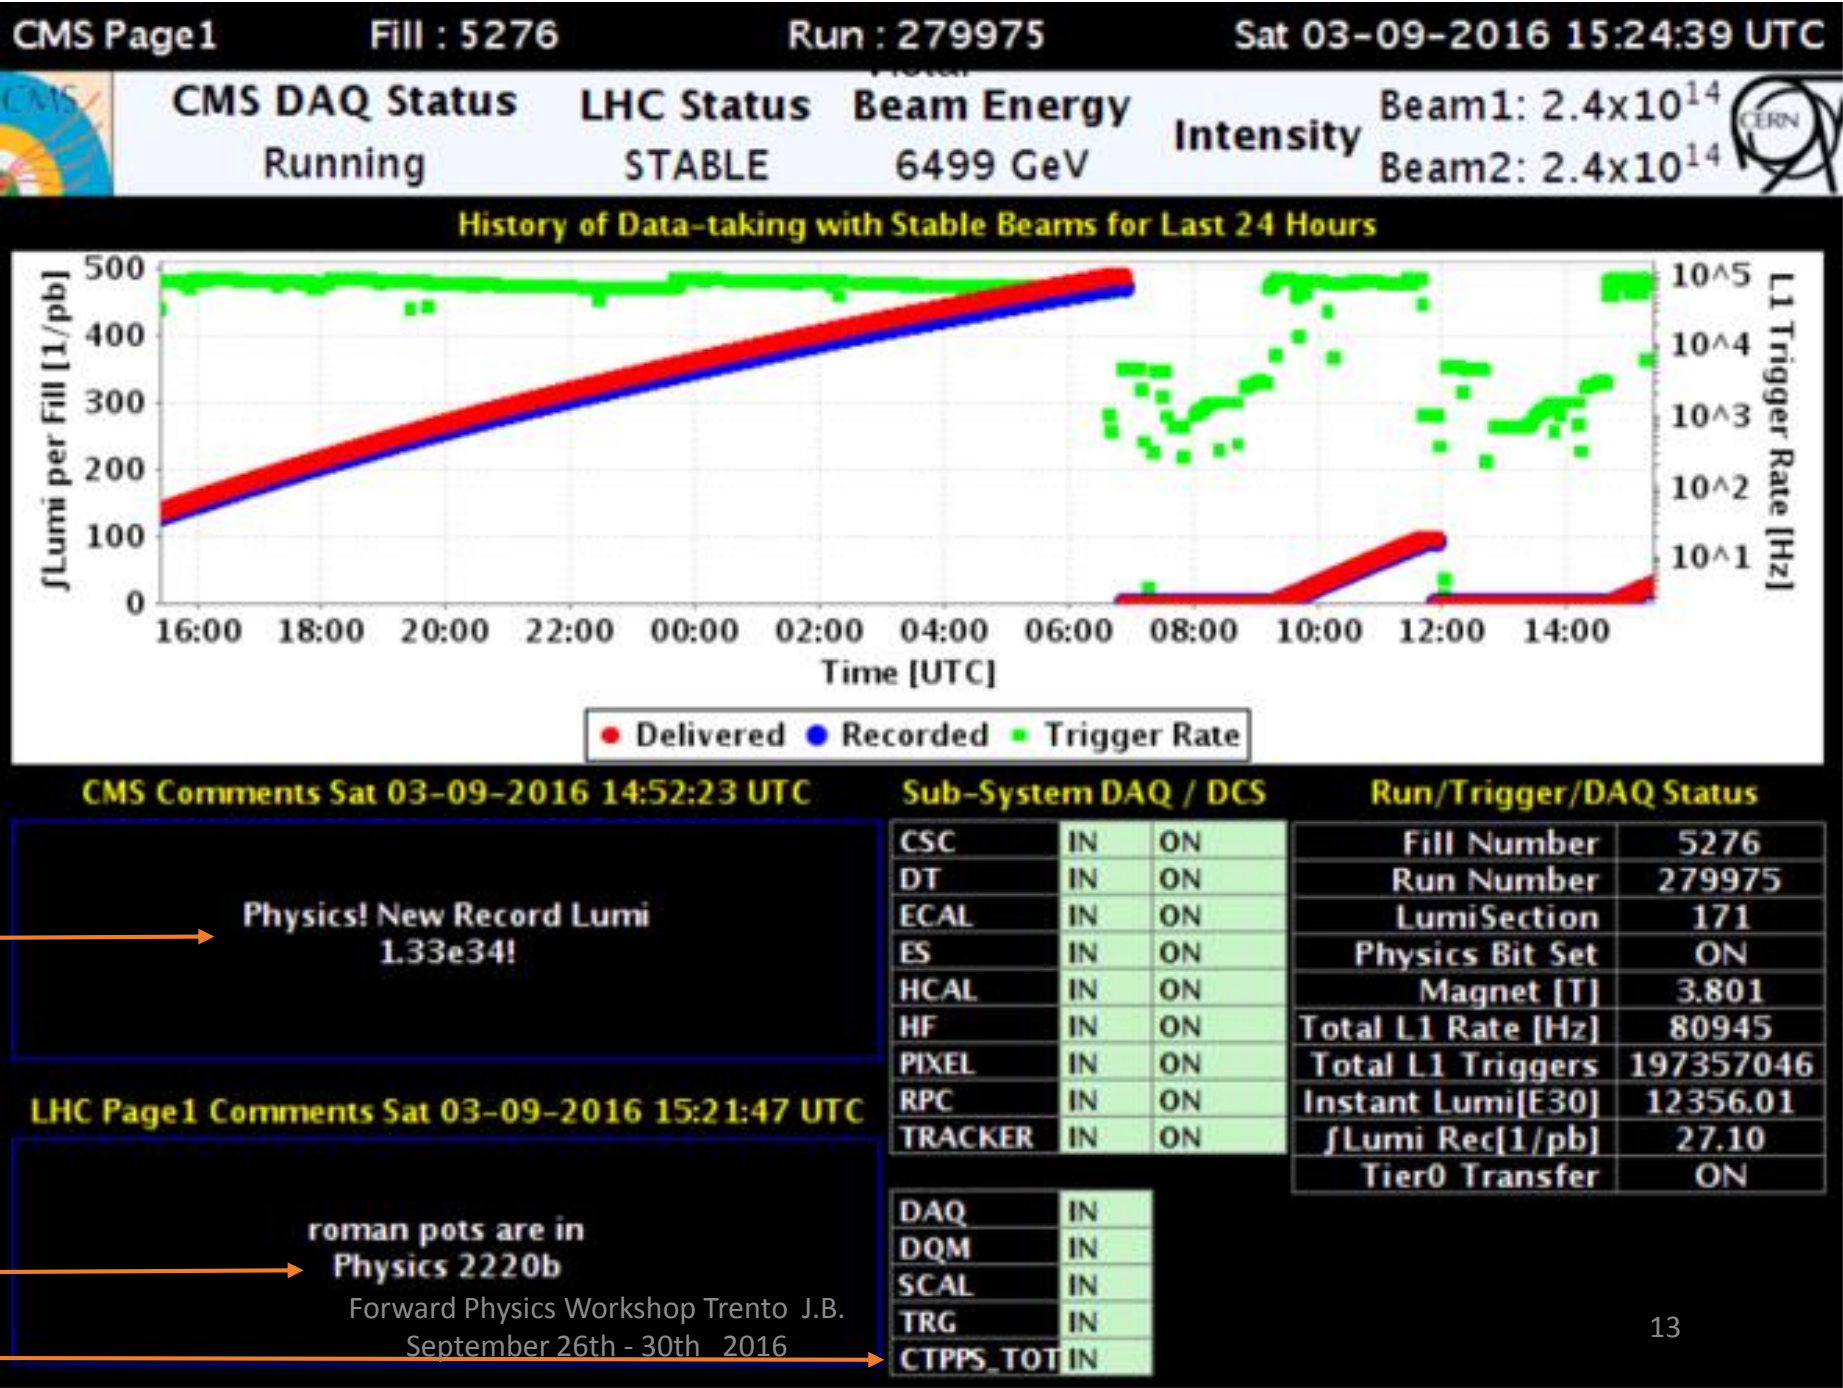 CMS Page1 Fill : 5276 Run : 279975 Sat 03-09-2016 15:24:39 UTC
CMS
CMS DAQ Status LHC Status Beam Energy Intensity Beam1: 2.4x10^14
Running STABLE 6499 GeV Beam2: 2.4x10^14
CERN
History of Data-taking with Stable Beams for Last 24 Hours
∫Lumi per Fill [1/pb]
500
400
300
200
100
0
10^5
10^4
10^3
10^2
10^1
L1 Trigger Rate [Hz]
16:00 18:00 20:00 22:00 00:00 02:00 04:00 06:00 08:00 10:00 12:00 14:00
Time [UTC]
Delivered Recorded Trigger Rate
CMS Comments Sat 03-09-2016 14:52:23 UTC
Physics! New Record Lumi
1.33e34!
LHC Page1 Comments Sat 03-09-2016 15:21:47 UTC
roman pots are in
Physics 2220b
Forward Physics Workshop Trento J.B.
September 26th - 30th 2016
Sub-System DAQ / DCS
CSC IN ON
DT IN ON
ECAL IN ON
ES IN ON
HCAL IN ON
HF IN ON
PIXEL IN ON
RPC IN ON
TRACKER IN ON
DAQ IN
DQM IN
SCAL IN
TRG IN
CTPPS_TOT IN
Run/Trigger/DAQ Status
Fill Number 5276
Run Number 279975
LumiSection 171
Physics Bit Set ON
Magnet [T] 3.801
Total L1 Rate [Hz] 80945
Total L1 Triggers 197357046
Instant Lumi[E30] 12356.01
∫Lumi Rec[1/pb] 27.10
Tier0 Transfer ON
13